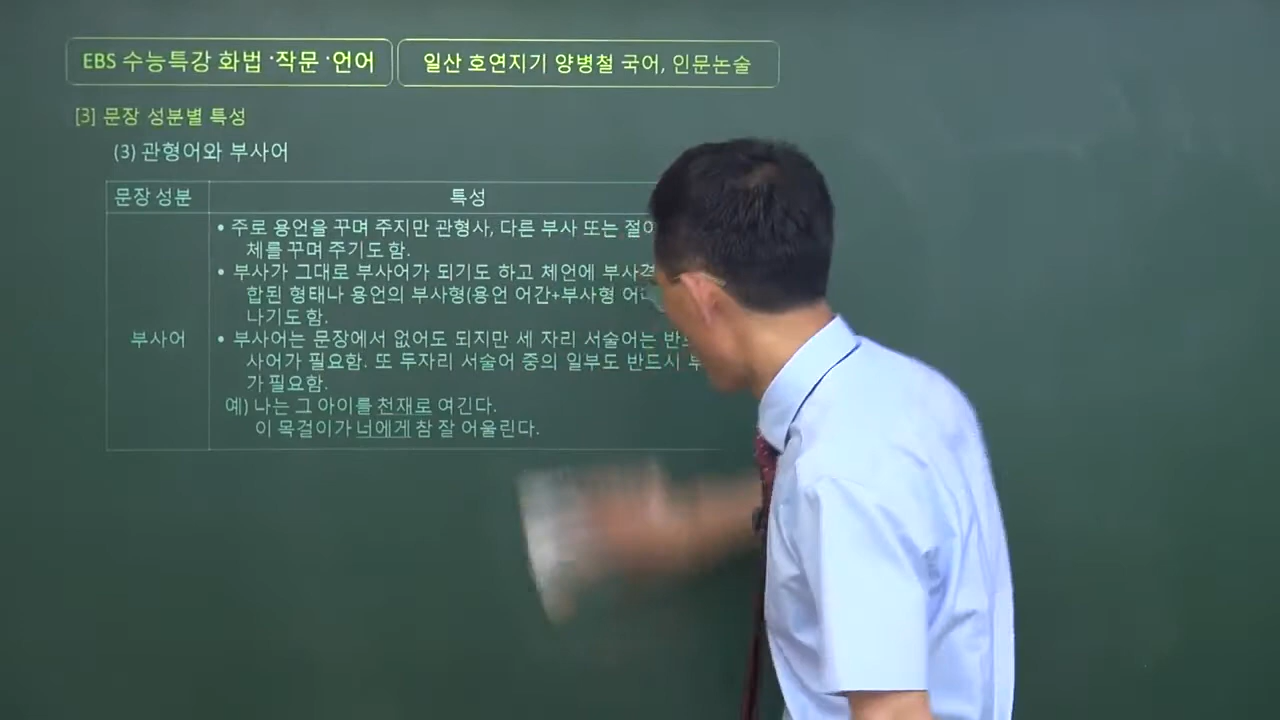 EBS 수능특강 화법 ·작문 ·언어
일산 호연지기 양병철 국어, 인문논술
[3] 문장 성분별 특성
(3) 관형어와 부사어
문장 성분
특성
부사어
• 주로 용언을 꾸며 주지만 관형사, 다른 부사 또는
체를 꾸며 주기도 함.
• 부사가 그대로 부사어가 되기도 하고 체언에
합된 형태나 용언의 부사형(용언 어간+부사형
나기도 함.
• 부사어는 문장에서 없어도 되지만 세 자리 서술어는
사어가 필요함. 또 두자리 서술어 중의 일부도 반드시
가 필요함.
예) 나는 그 아이를 천재로 여긴다.
이 목걸이가 너에게 참 잘 어울린다.